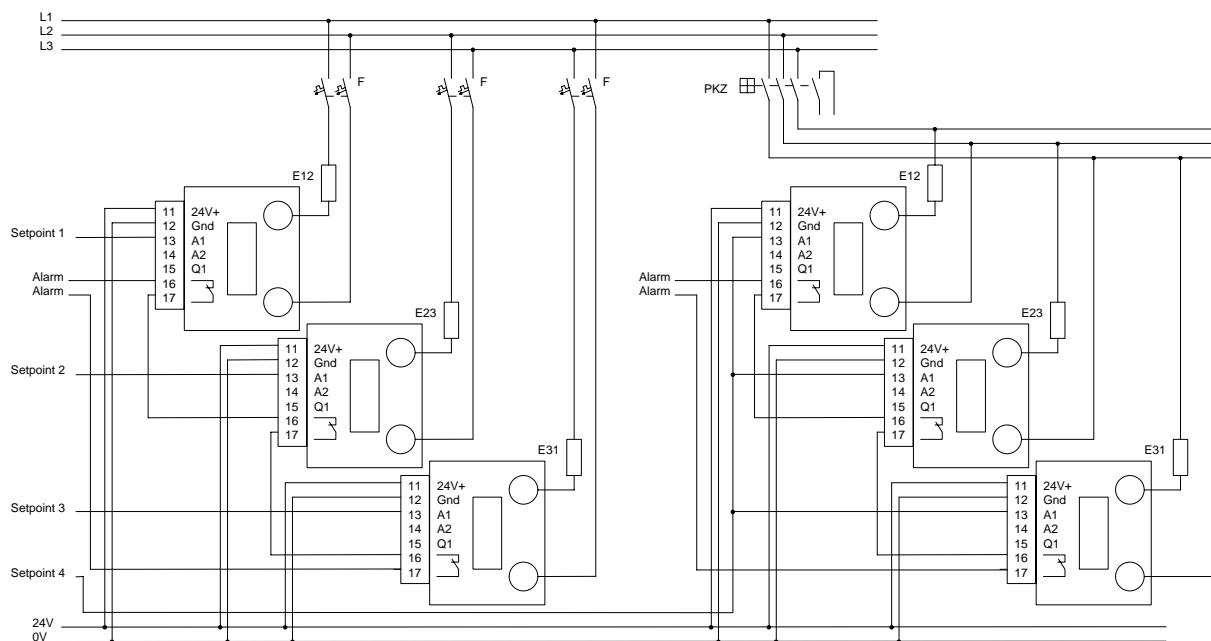 L1
L2
L3
F
F
F
PKZ
E12
11 24V+
12 Gnd
Setpoint 1 13 A1
14 A2
15 Q1
Alarm 16
Alarm 17
E12
11 24V+
12 Gnd
13 A1
14 A2
15 Q1
Alarm 16
Alarm 17
E23
11 24V+
12 Gnd
Setpoint 2 13 A1
14 A2
15 Q1
16
17
E23
11 24V+
12 Gnd
13 A1
14 A2
15 Q1
16
17
E31
11 24V+
12 Gnd
Setpoint 3 13 A1
14 A2
15 Q1
16
17
E31
11 24V+
12 Gnd
13 A1
14 A2
15 Q1
16
17
Setpoint 4
24V
0V